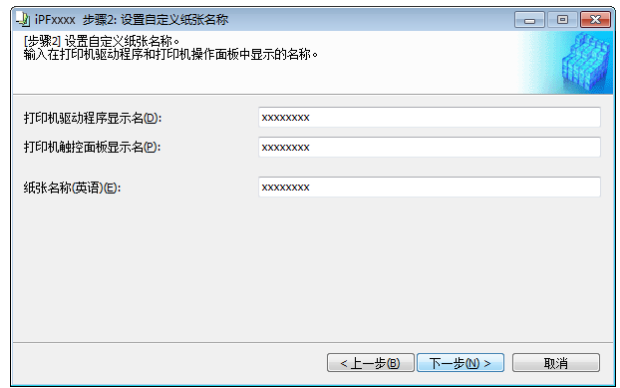 iPFxxxx 步骤2: 设置自定义纸张名称
[步骤2] 设置自定义纸张名称。
输入在打印机驱动程序和打印机操作面板中显示的名称。
打印机驱动程序显示名(D): xxxxxxxx
打印机触控面板显示名(P): xxxxxxxx
纸张名称(英语)(E): xxxxxxxx
< 上一步(B) 下一步(N) > 取消